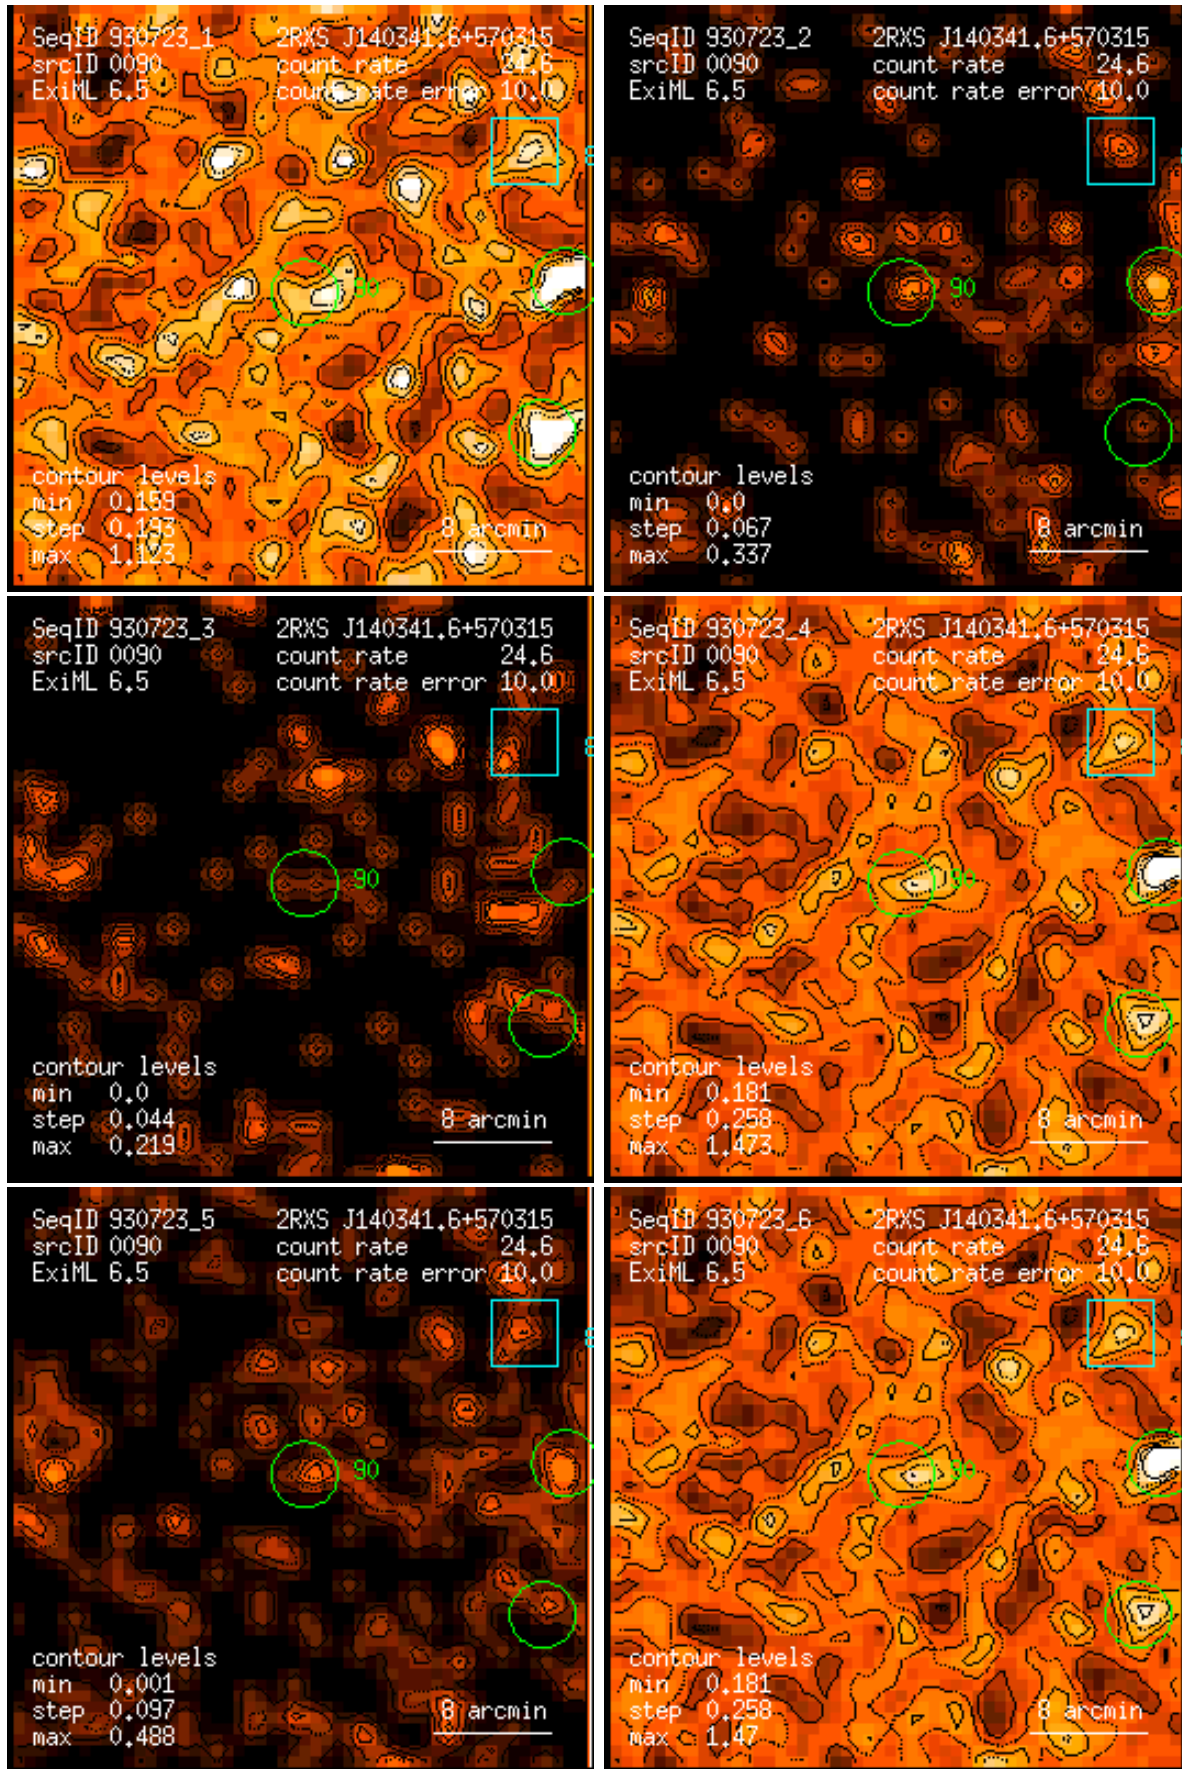 SeqID 930723_1 2RXS J140341.6+570315
srcID 0090 count rate 24.6
ExiML 6.5 count rate error 10.0
90
contour levels
min 0.159
step 0.193 8 arcmin
max 1.123
SeqID 930723_2 2RXS J140341.6+570315
srcID 0090 count rate 24.6
ExiML 6.5 count rate error 10.0
90
contour levels
min 0.0
step 0.067 8 arcmin
max 0.337
SeqID 930723_3 2RXS J140341.6+570315
srcID 0090 count rate 24.6
ExiML 6.5 count rate error 10.0
90
contour levels
min 0.0
step 0.044 8 arcmin
max 0.219
SeqID 930723_4 2RXS J140341.6+570315
srcID 0090 count rate 24.6
ExiML 6.5 count rate error 10.0
90
contour levels
min 0.181
step 0.258 8 arcmin
max 1.473
SeqID 930723_5 2RXS J140341.6+570315
srcID 0090 count rate 24.6
ExiML 6.5 count rate error 10.0
90
contour levels
min 0.001
step 0.097 8 arcmin
max 0.488
SeqID 930723_6 2RXS J140341.6+570315
srcID 0090 count rate 24.6
ExiML 6.5 count rate error 10.0
90
contour levels
min 0.181
step 0.258 8 arcmin
max 1.47